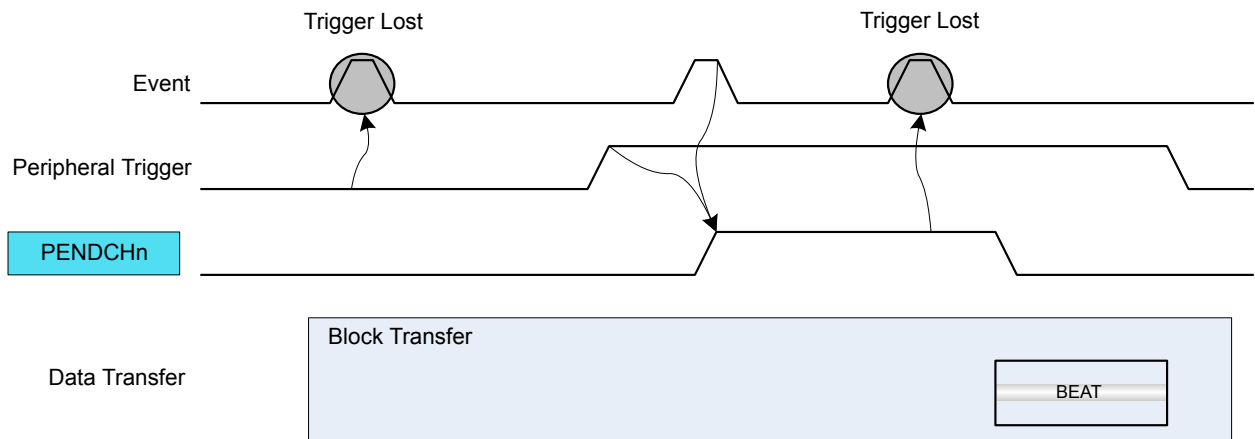 Trigger Lost
Trigger Lost
Event
Peripheral Trigger
PENDCHn
Block Transfer
Data Transfer
BEAT